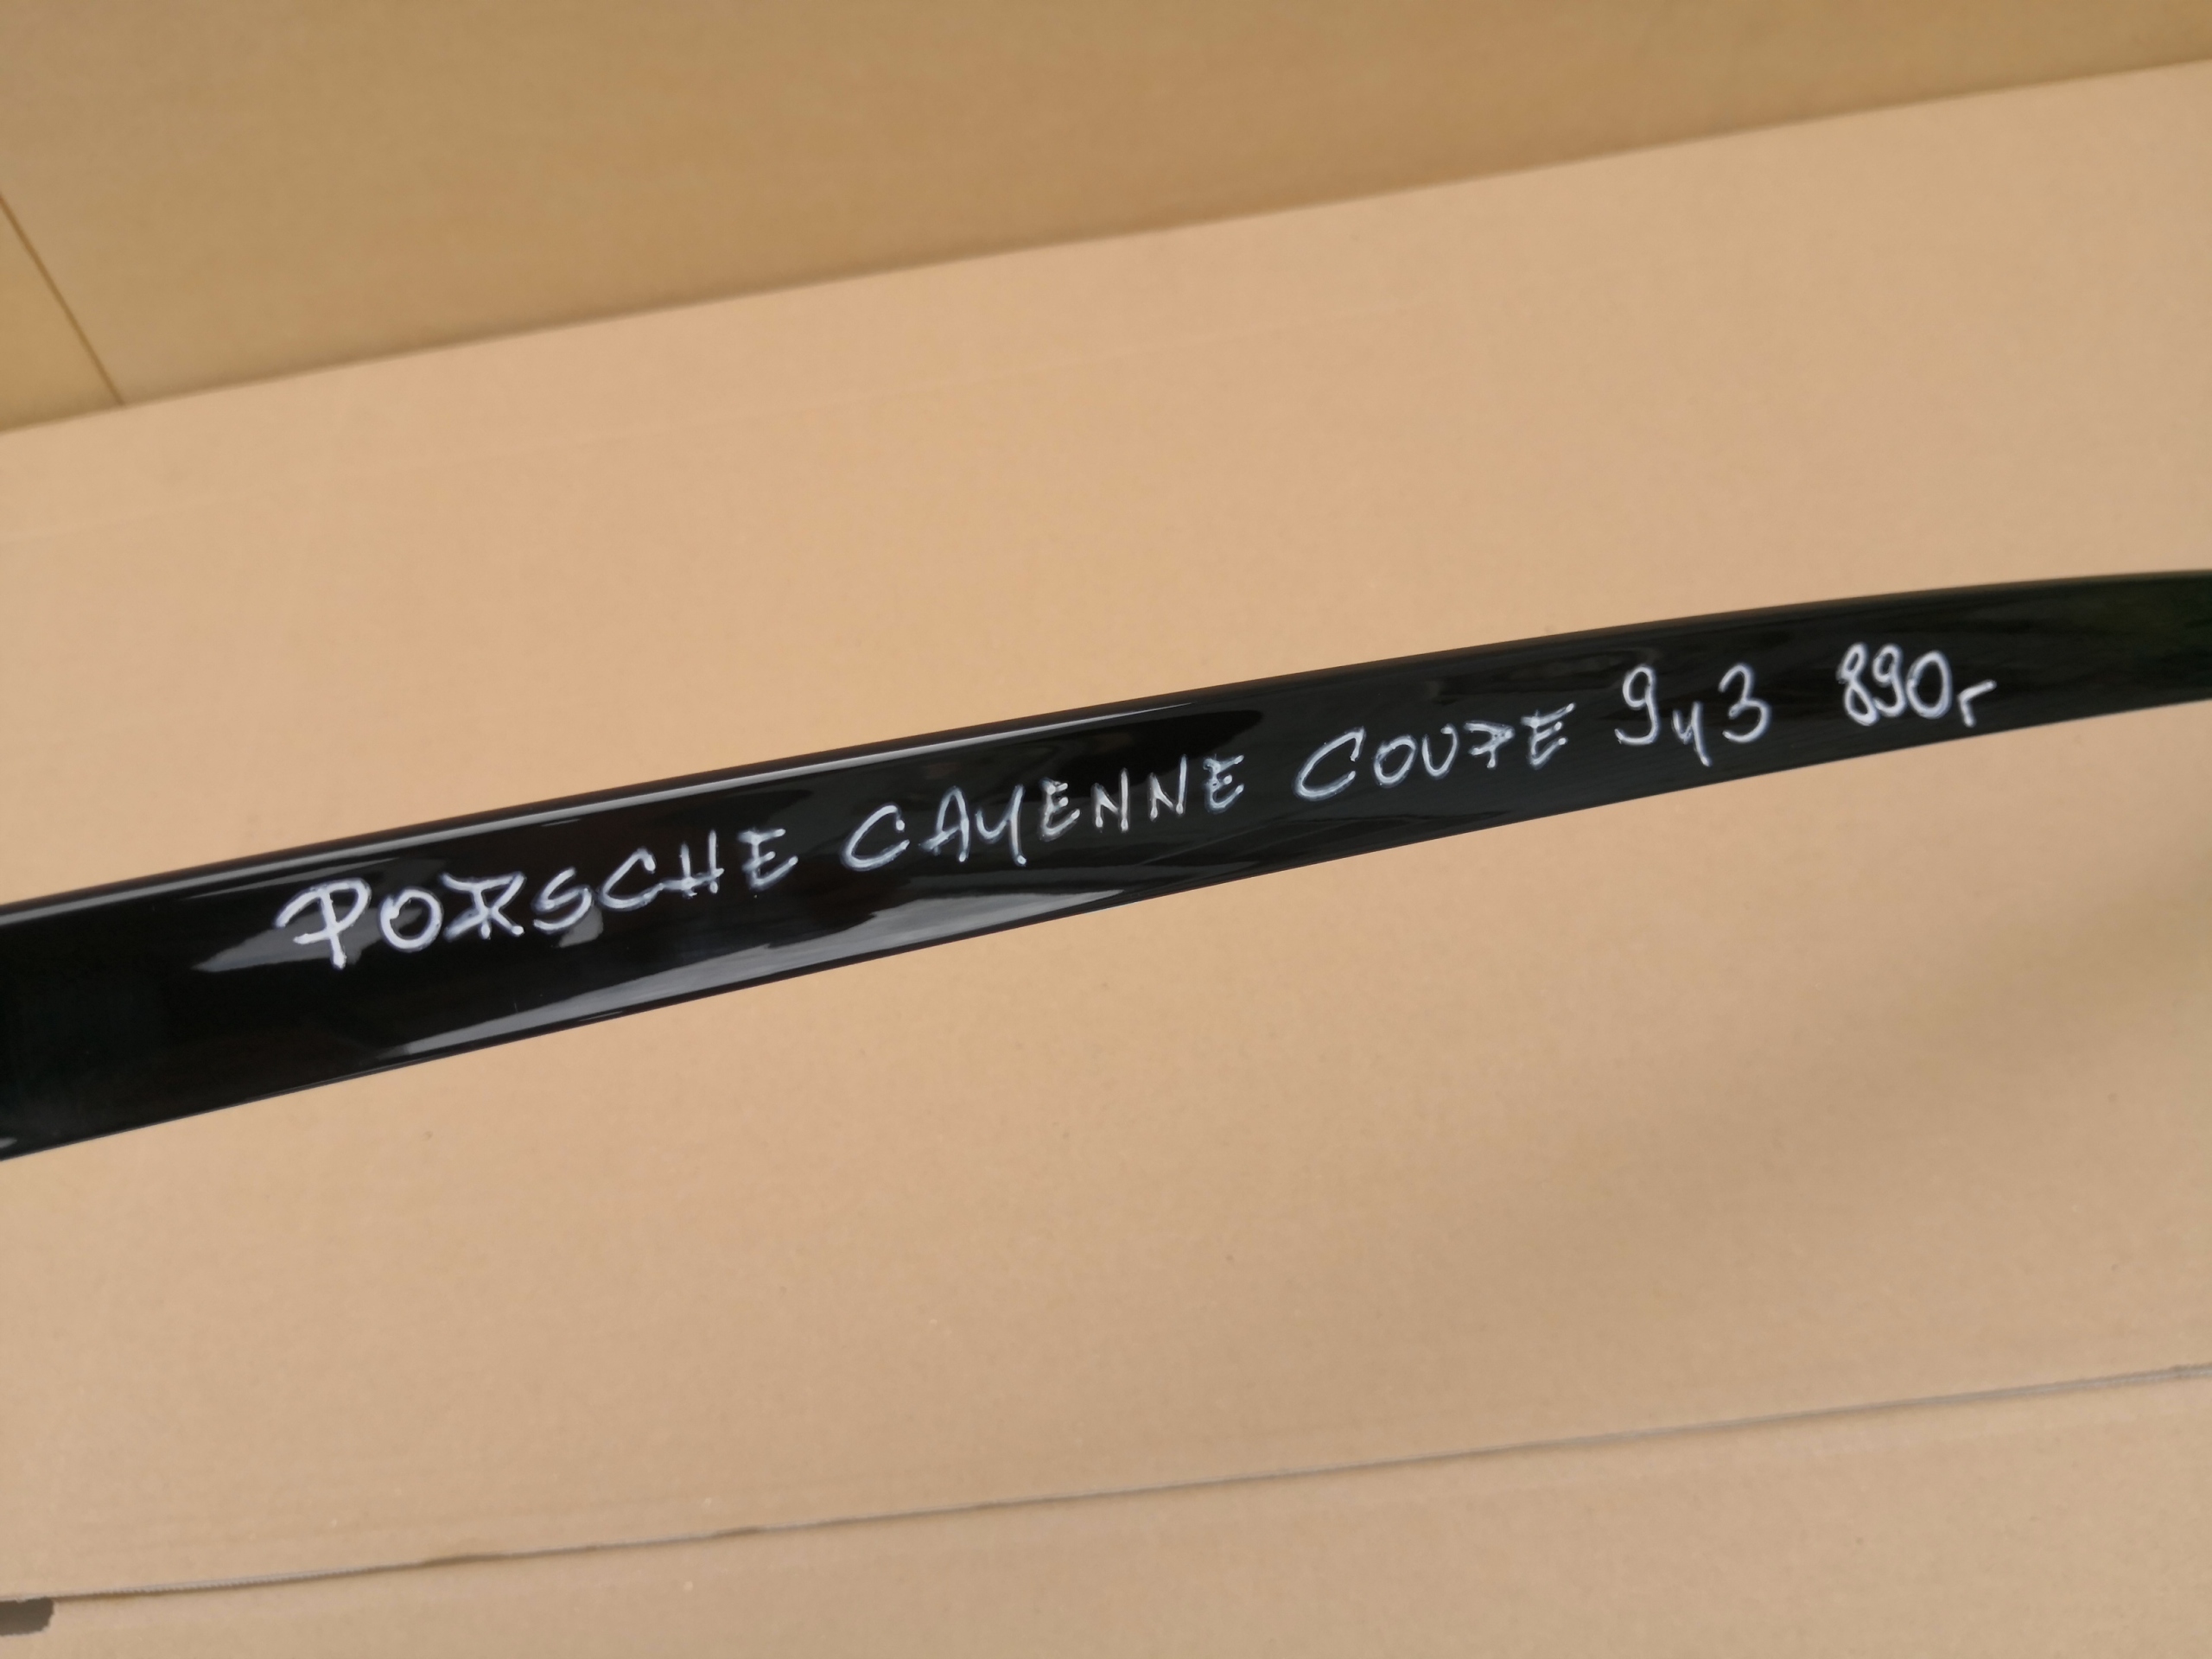 PORSCHE CAYENNE COUPE 9y3 890г